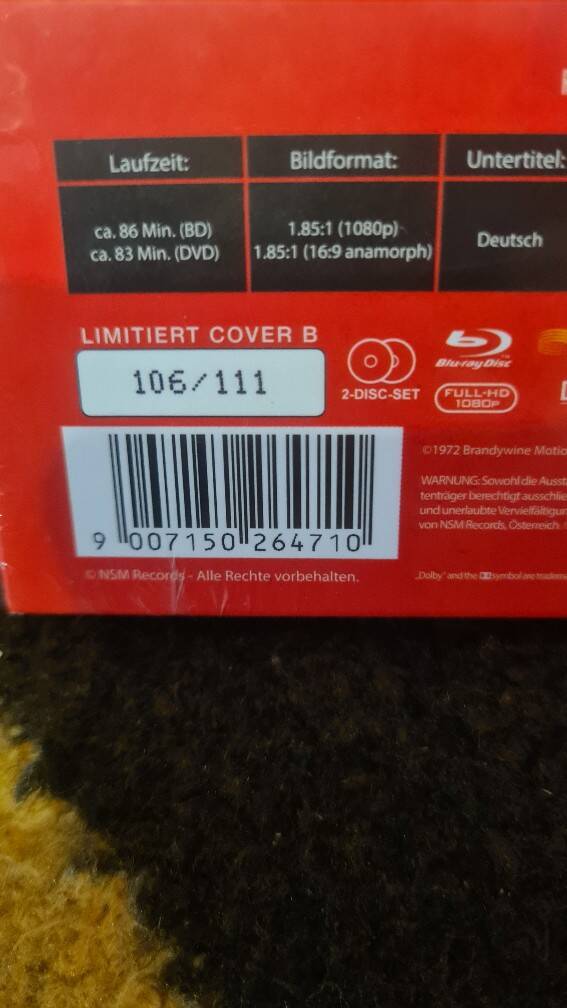 Laufzeit:
Bildformat:
Untertitel:
ca. 86 Min. (BD)
ca. 83 Min. (DVD)
1.85:1 (1080p)
1.85:1 (16:9 anamorph)
Deutsch
LIMITIERT COVER B
106/111
2-DISC-SET
Blu-ray Disc
FULL-HD
1080P
9 007150 264710
©1972 Brandywine
WARNUNG: Sowohl die
tenträger berechtigt
und unerlaubte
von NSM Records, Österreich.
© NSM Records - Alle Rechte vorbehalten.
„Dolby" and the symbol are